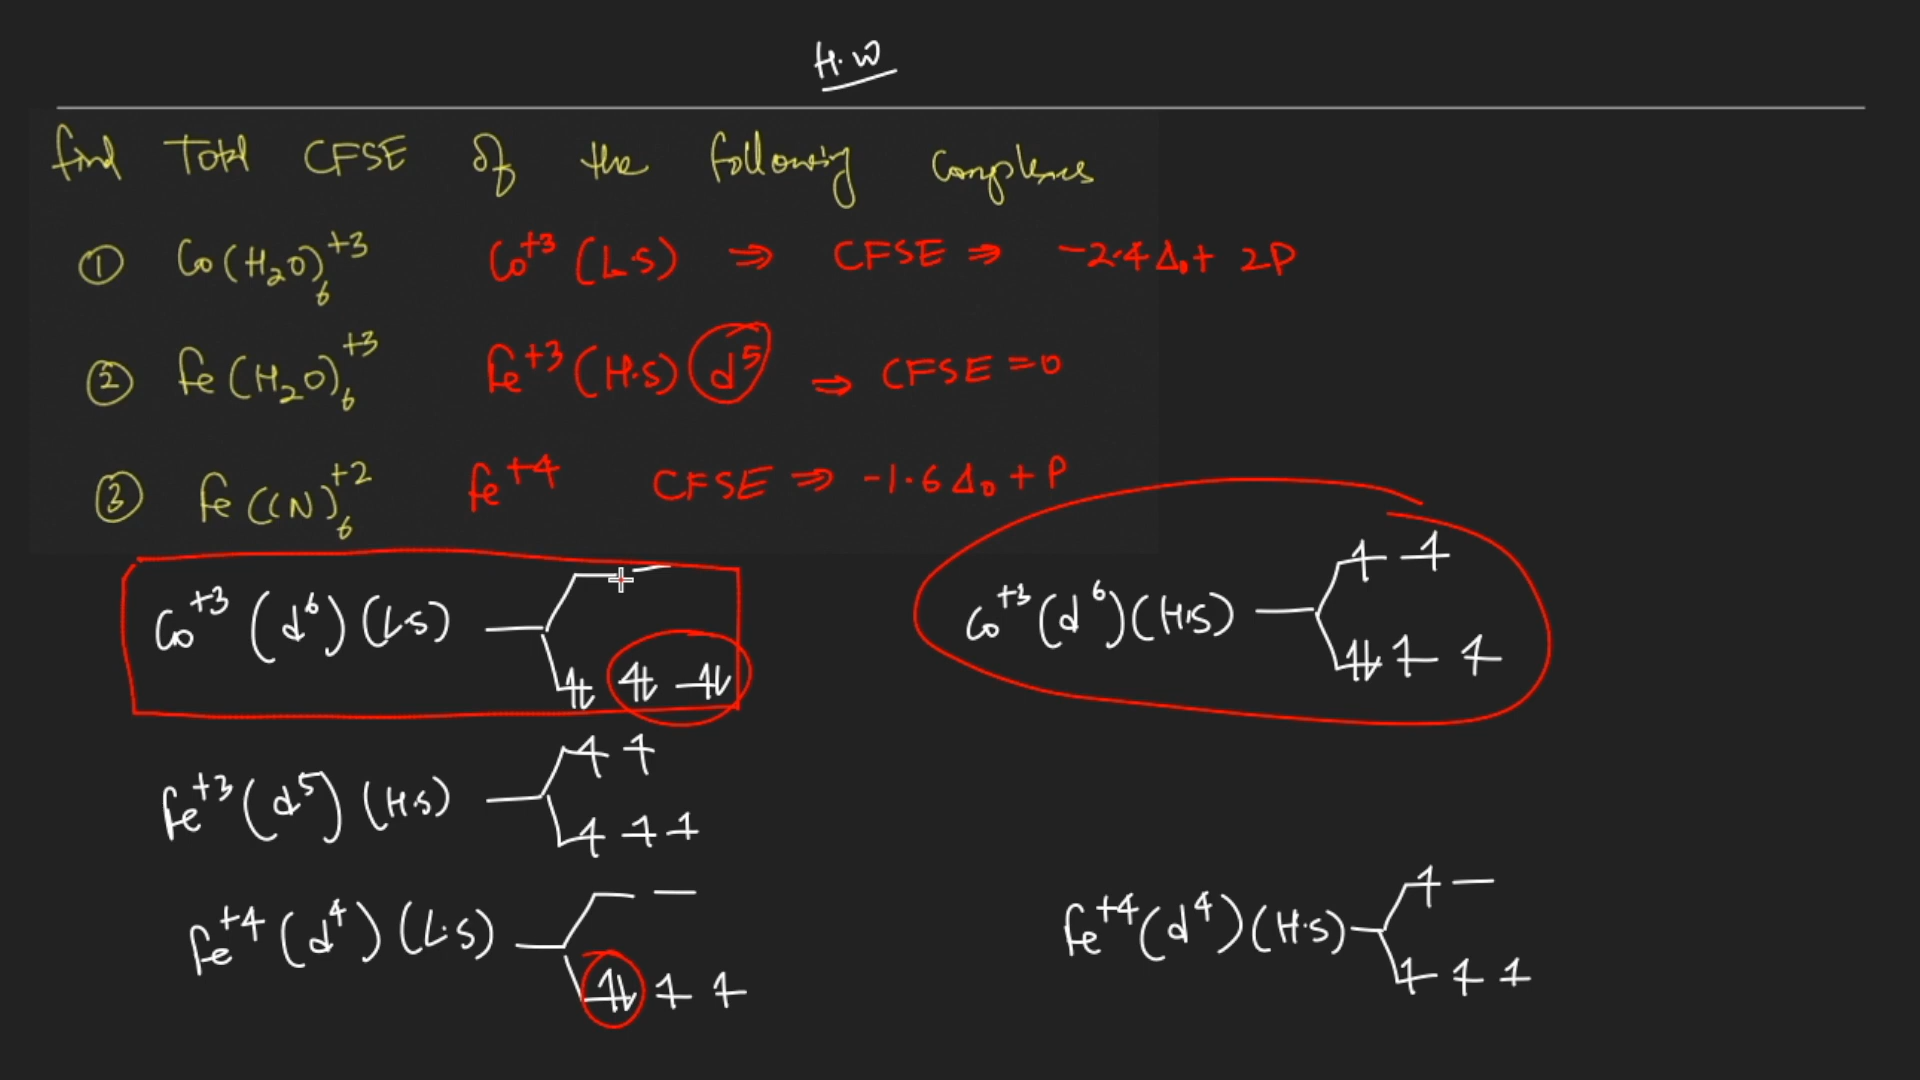 H.W
find Total CFSE of the following Complexes
① Co(H₂O)₆⁺³ Co⁺³ (L.S) ⇒ CFSE ⇒ -2.4Δ₀ + 2P
② Fe(H₂O)₆⁺³ Fe⁺³ (H.S) d⁵ ⇒ CFSE = 0
③ Fe(CN)₆⁺² Fe⁺⁴ CFSE ⇒ -1.6Δ₀ + P
Co⁺³ (d⁶) (L.S)
Co⁺³ (d⁶) (H.S)
Fe⁺³ (d⁵) (H.S)
Fe⁺⁴ (d⁴) (L.S)
Fe⁺⁴ (d⁴) (H.S)